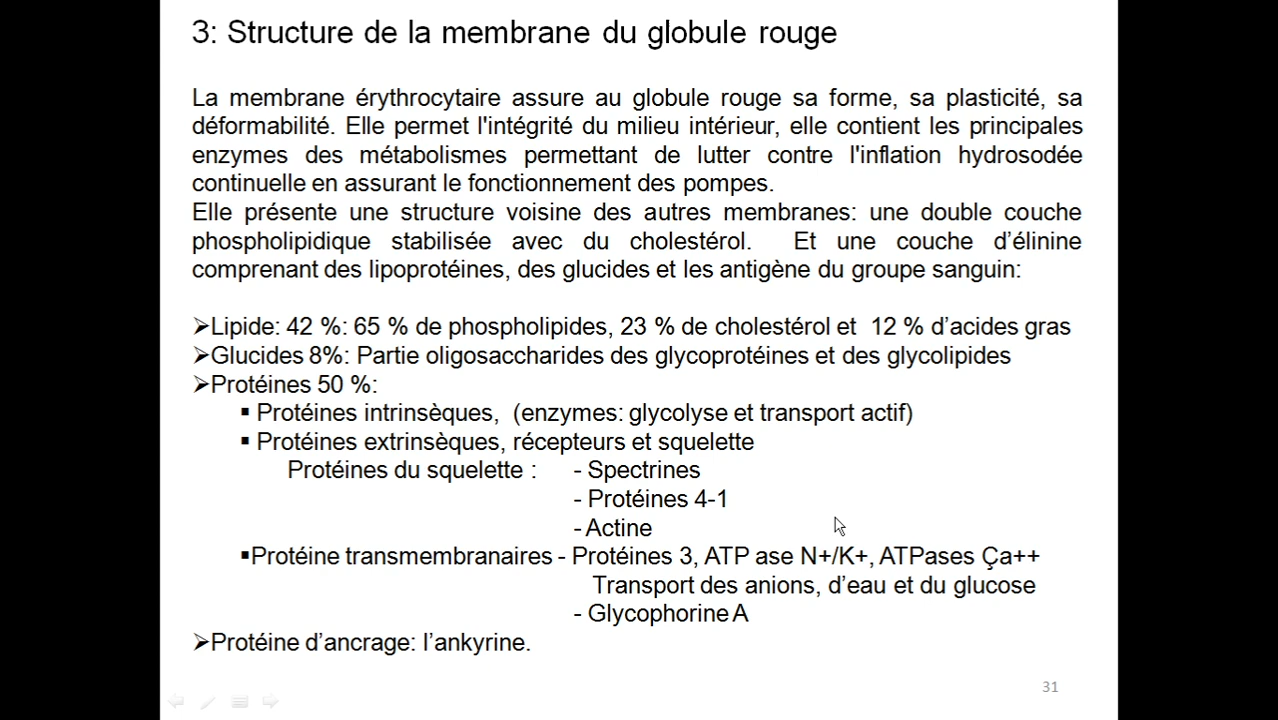 3: Structure de la membrane du globule rouge
La membrane érythrocytaire assure au globule rouge sa forme, sa plasticité, sa
déformabilité. Elle permet l'intégrité du milieu intérieur, elle contient les principales
enzymes des métabolismes permettant de lutter contre l'inflation hydrosodée
continuelle en assurant le fonctionnement des pompes.
Elle présente une structure voisine des autres membranes: une double couche
phospholipidique stabilisée avec du cholestérol. Et une couche d’élinine
comprenant des lipoprotéines, des glucides et les antigène du groupe sanguin:
➢Lipide: 42 %: 65 % de phospholipides, 23 % de cholestérol et 12 % d’acides gras
➢Glucides 8%: Partie oligosaccharides des glycoprotéines et des glycolipides
➢Protéines 50 %:
▪ Protéines intrinsèques, (enzymes: glycolyse et transport actif)
▪ Protéines extrinsèques, récepteurs et squelette
Protéines du squelette : - Spectrines
- Protéines 4-1
- Actine
▪Protéine transmembranaires - Protéines 3, ATP ase N+/K+, ATPases Ça++
Transport des anions, d’eau et du glucose
- Glycophorine A
➢Protéine d’ancrage: l’ankyrine.
31